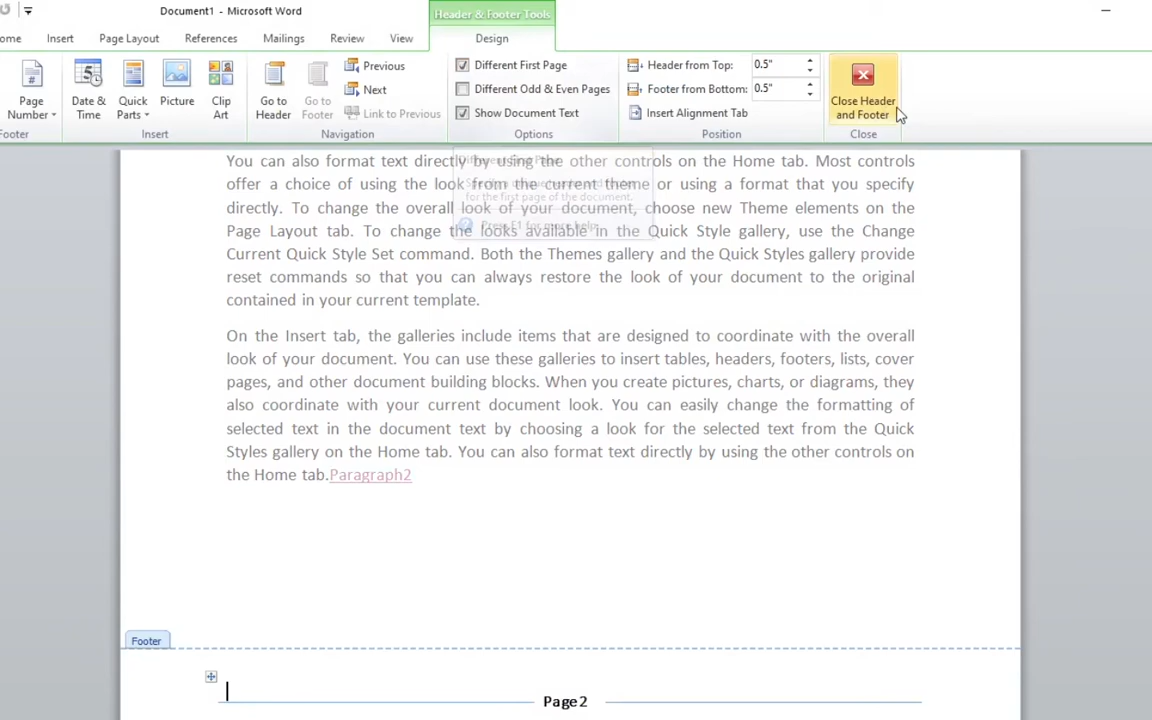 Document1 - Microsoft Word
Header & Footer Tools
ome Insert Page Layout References Mailings Review View Design
Page Number
Date & Time
Quick Parts
Picture
Clip Art
Go to Header
Go to Footer
Previous
Next
Link to Previous
Different First Page
Different Odd & Even Pages
Show Document Text
Header from Top: 0.5"
Footer from Bottom: 0.5"
Insert Alignment Tab
Close Header and Footer
Footer Insert Navigation Options Position Close
You can also format text directly by using the other controls on the Home tab. Most controls
offer a choice of using the look from the current theme or using a format that you specify
directly. To change the overall look of your document, choose new Theme elements on the
Page Layout tab. To change the looks available in the Quick Style gallery, use the Change
Current Quick Style Set command. Both the Themes gallery and the Quick Styles gallery provide
reset commands so that you can always restore the look of your document to the original
contained in your current template.
for the first page of the document.
Press F1 for more help.
On the Insert tab, the galleries include items that are designed to coordinate with the overall
look of your document. You can use these galleries to insert tables, headers, footers, lists, cover
pages, and other document building blocks. When you create pictures, charts, or diagrams, they
also coordinate with your current document look. You can easily change the formatting of
selected text in the document text by choosing a look for the selected text from the Quick
Styles gallery on the Home tab. You can also format text directly by using the other controls on
the Home tab.Paragraph2
Footer
Page2